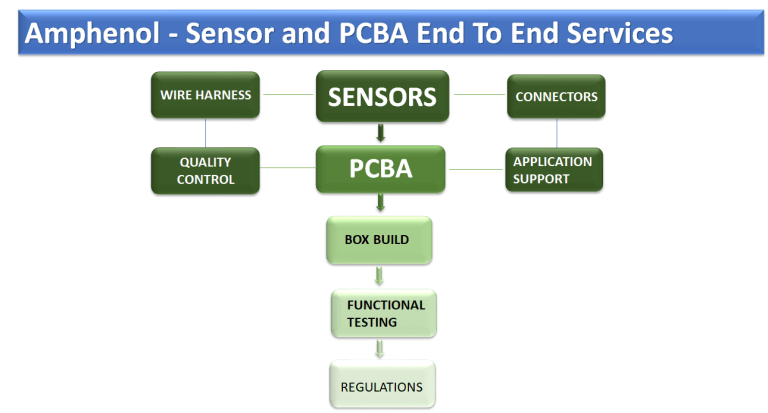 Amphenol - Sensor and PCBA End To End Services
WIRE HARNESS
SENSORS
CONNECTORS
QUALITY
CONTROL
PCBA
APPLICATION
SUPPORT
BOX BUILD
FUNCTIONAL
TESTING
REGULATIONS